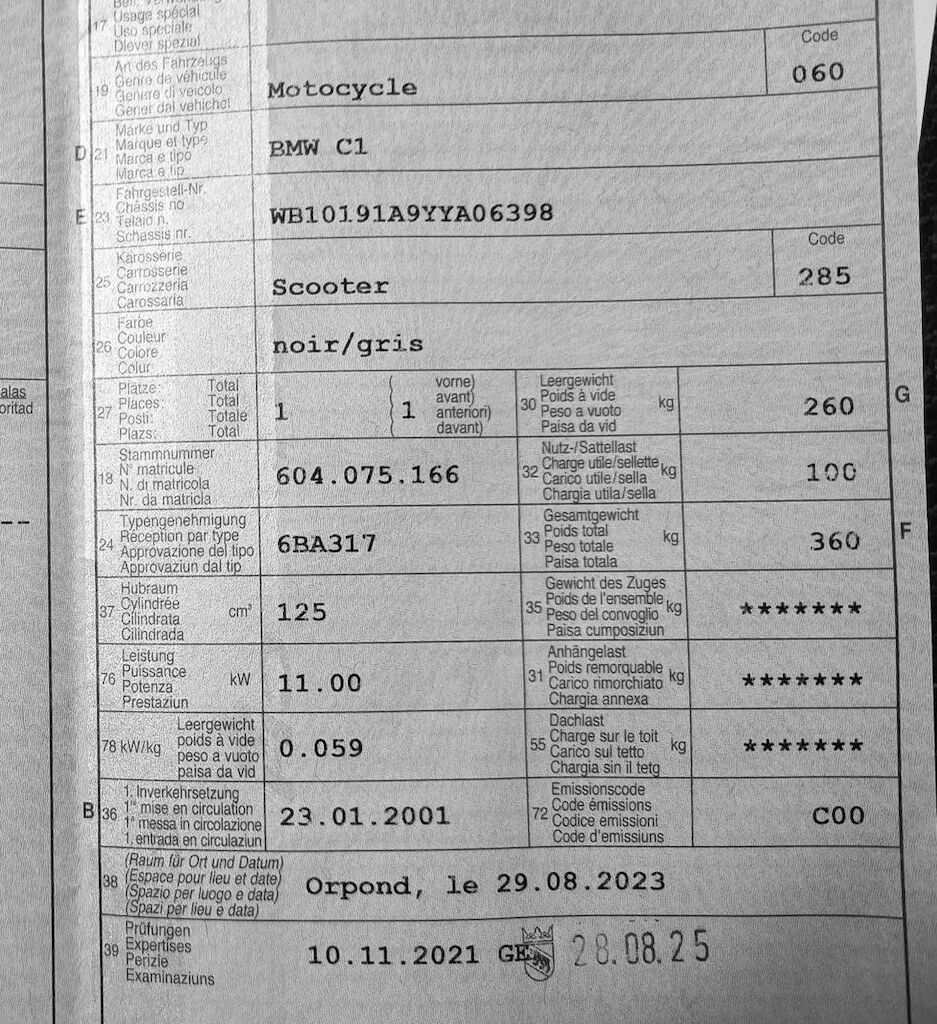 17 Usage spécial
Uso speciale
Diever spezial
19 Art des Fahrzeugs
Genre de véhicule
Genere di veicolo
Gener dal vehichel
Motocycle
Code
060
D 21 Marke und Typ
Marque et type
Marca e tipo
Marca e tip
BMW C1
E 23 Fahrgestell-Nr.
Châssis no
Telaio n.
Schassis nr.
WB10191A9YYA06398
25 Karosserie
Carrosserie
Carrozzeria
Carossaria
Scooter
Code
285
26 Farbe
Couleur
Colore
Colur
noir/gris
27 Plätze: Total
Places: Total
Posti: Totale
Plazs: Total
1
( 1 vorne)
avant)
anteriori)
davant)
30 Leergewicht
Poids à vide kg
Peso a vuoto
Paisa da vid
260 G
alas
oritad
18 Stammnummer
N° matricule
N. di matricola
Nr. da matricla
604.075.166
32 Nutz-/Sattellast
Charge utile/sellette kg
Carico utile/sella
Chargia utila/sella
100
--
24 Typengenehmigung
Réception par type
Approvazione del tipo
Approvaziun dal tip
6BA317
33 Gesamtgewicht
Poids total kg
Peso totale
Paisa totala
360 F
37 Hubraum
Cylindrée cm³
Cilindrata
Cilindrada
125
35 Gewicht des Zuges
Poids de l'ensemble kg
Peso del convoglio
Paisa cumposiziun
*******
76 Leistung
Puissance kW
Potenza
Prestaziun
11.00
31 Anhängelast
Poids remorquable kg
Carico rimorchiato
Chargia annexa
*******
78 kW/kg Leergewicht
poids à vide
peso a vuoto
paisa da vid
0.059
55 Dachlast
Charge sur le toit kg
Carico sul tetto
Chargia sin il tetg
*******
B 36 1. Inverkehrsetzung
1re mise en circulation
1a messa in circolazione
1. entrada en circulaziun
23.01.2001
72 Emissionscode
Code émissions
Codice emissioni
Code d'emissiuns
C00
38 (Raum für Ort und Datum)
(Espace pour lieu et date)
(Spazio per luogo e data)
(Spazi per lieu e data)
Orpond, le 29.08.2023
39 Prüfungen
Expertises
Perizie
Examinaziuns
10.11.2021 GE 28.08.25